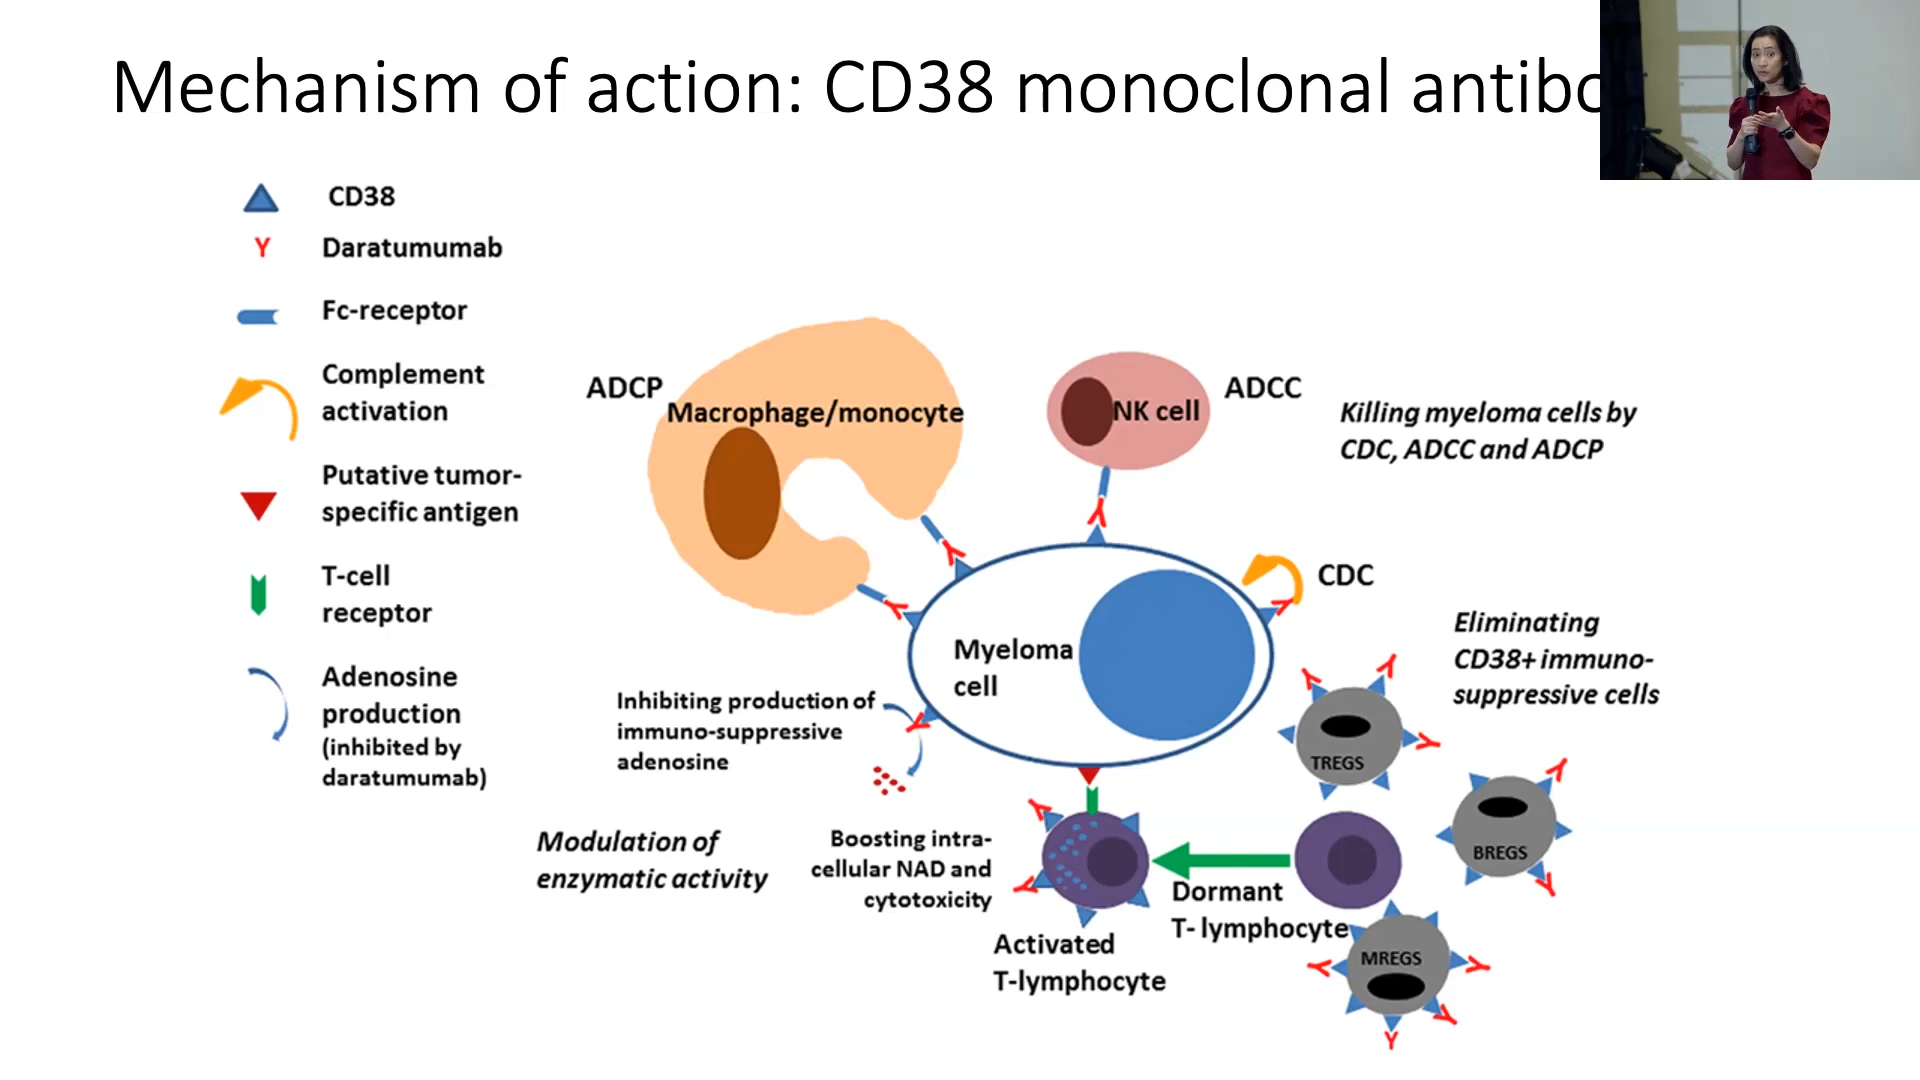 Mechanism of action: CD38 monoclonal antibo
CD38
Daratumumab
Fc-receptor
Complement
activation
Putative tumor-
specific antigen
T-cell
receptor
Adenosine
production
(inhibited by
daratumumab)
ADCP
Macrophage/monocyte
NK cell
ADCC
Killing myeloma cells by
CDC, ADCC and ADCP
CDC
Myeloma
cell
Eliminating
CD38+ immuno-
suppressive cells
Inhibiting production of
immuno-suppressive
adenosine
TREGS
BREGS
Modulation of
enzymatic activity
Boosting intra-
cellular NAD and
cytotoxicity
Dormant
T- lymphocyte
Activated
T-lymphocyte
MREGS